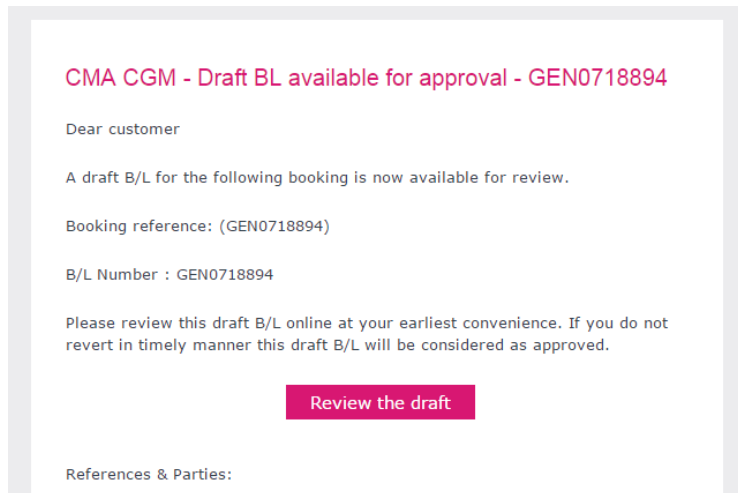 CMA CGM - Draft BL available for approval - GEN0718894
Dear customer
A draft B/L for the following booking is now available for review.
Booking reference: (GEN0718894)
B/L Number : GEN0718894
Please review this draft B/L online at your earliest convenience. If you do not
revert in timely manner this draft B/L will be considered as approved.
Review the draft
References & Parties: